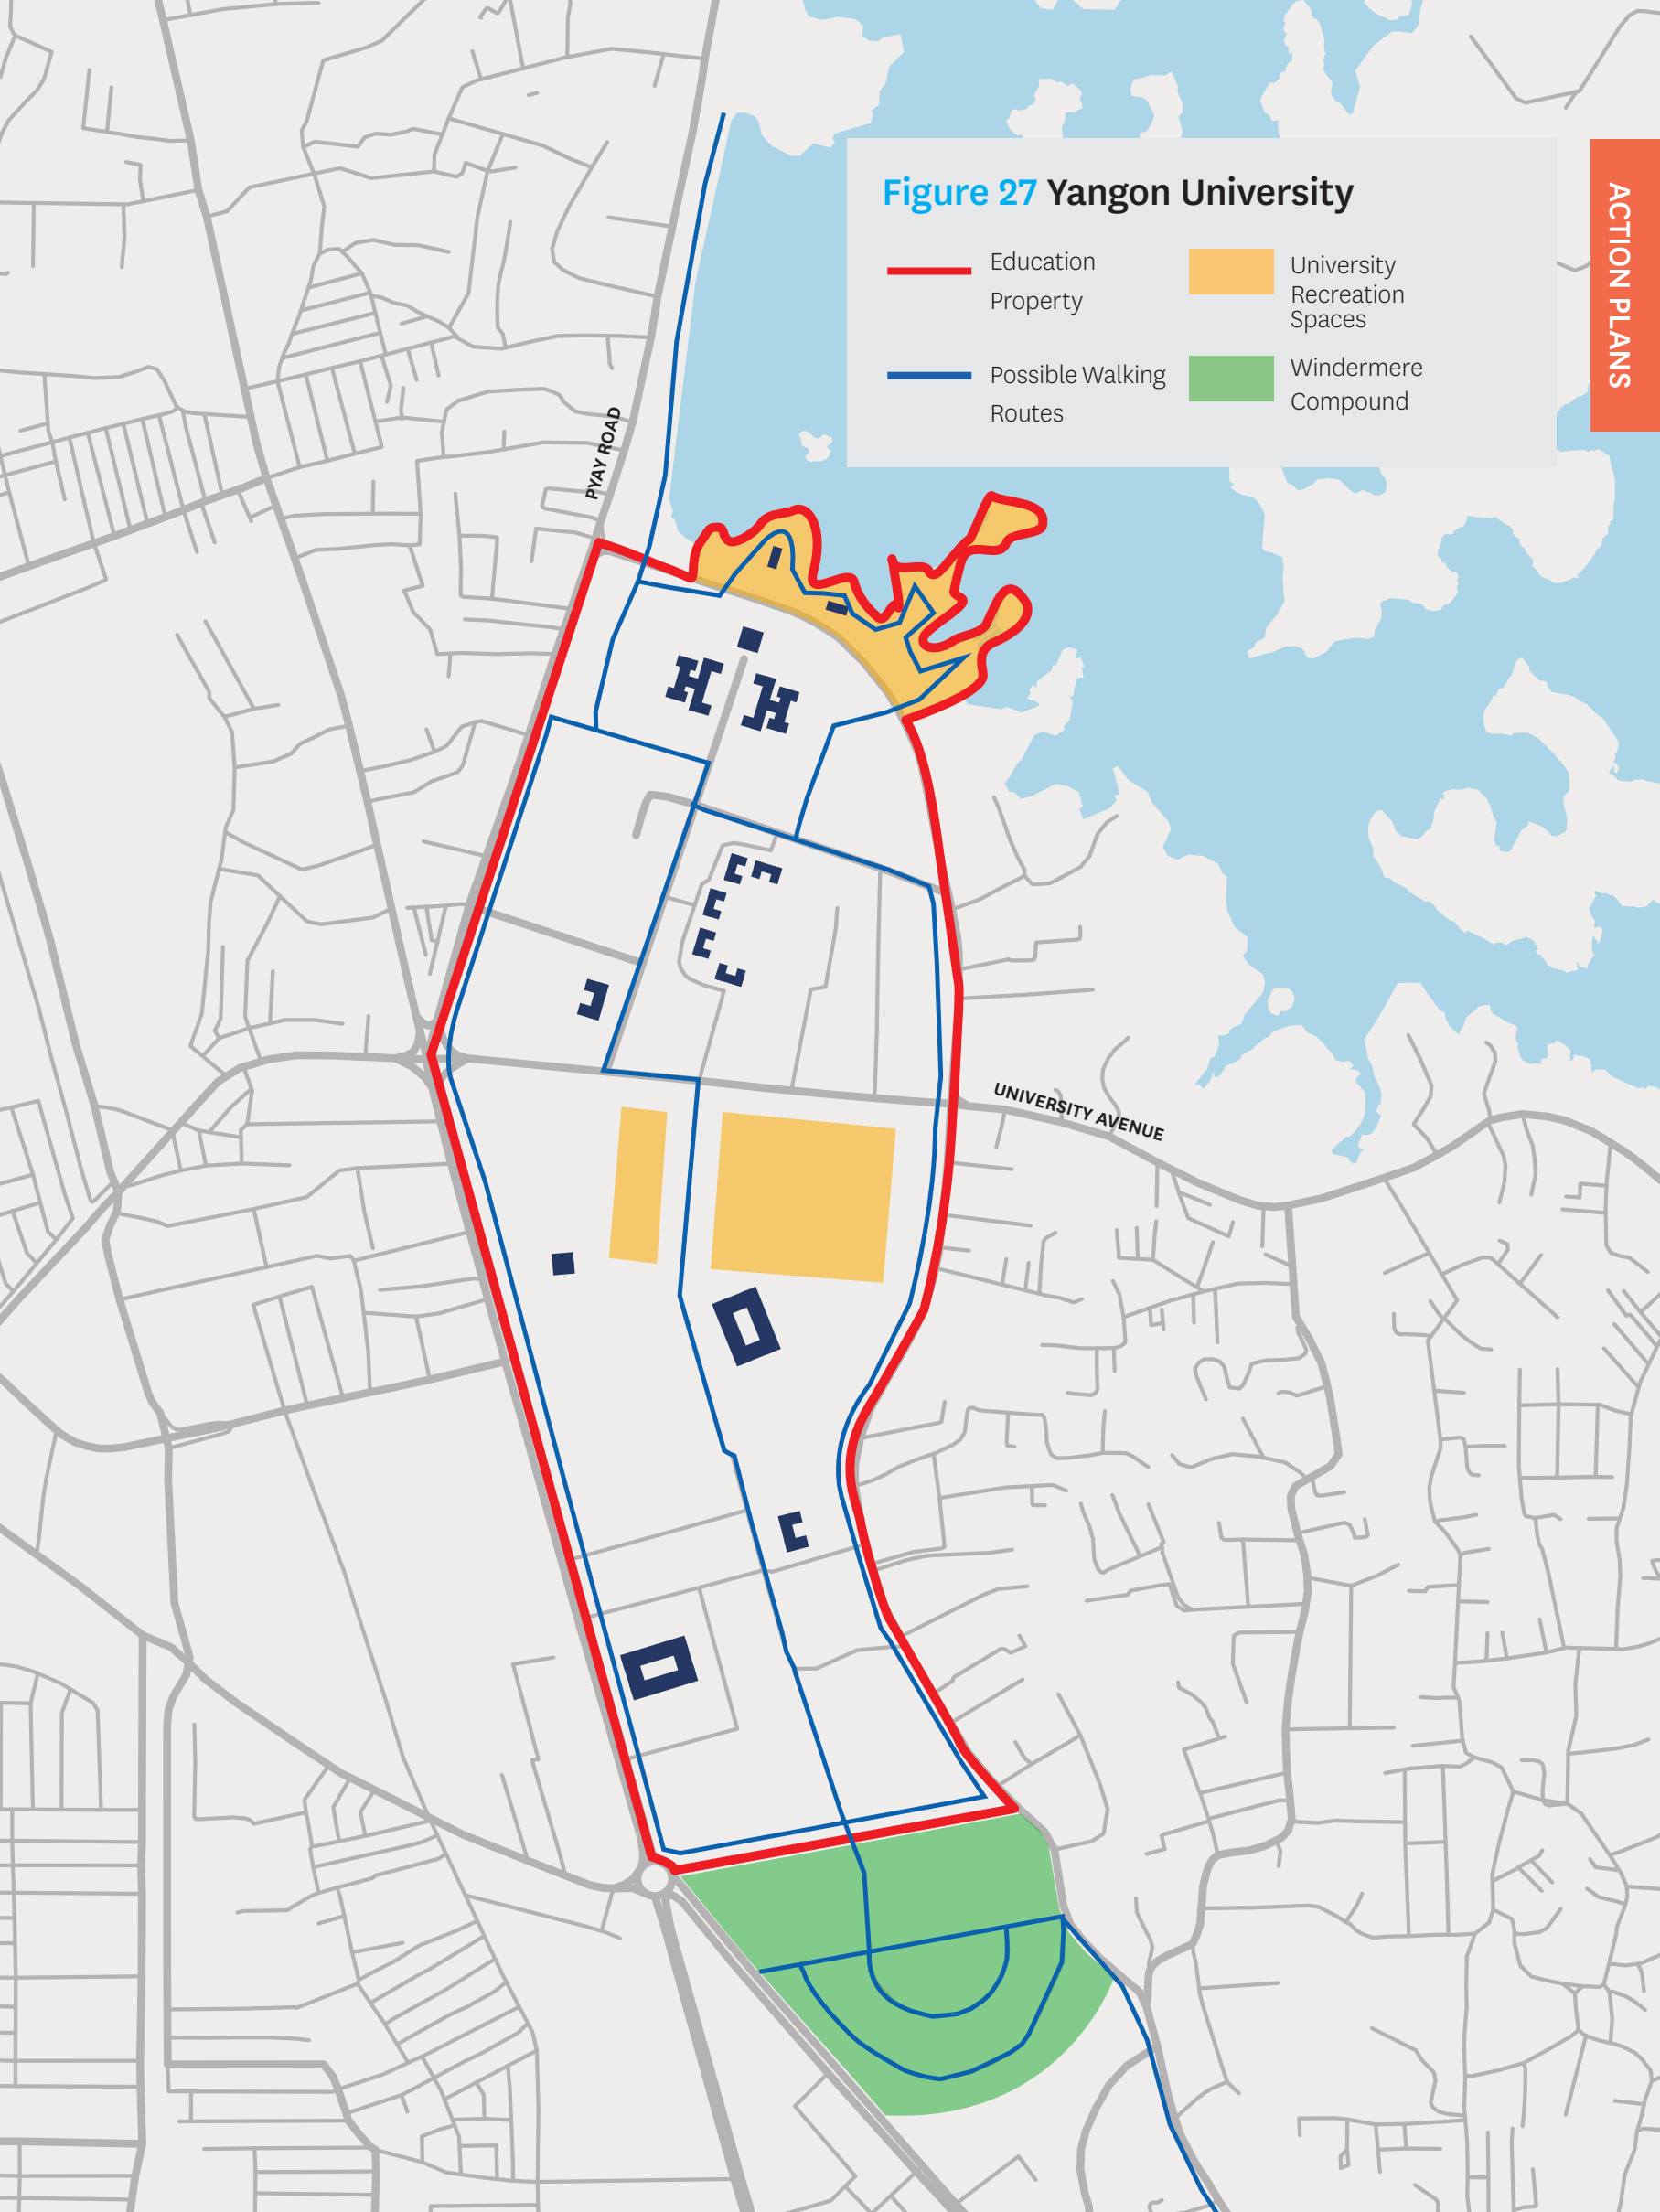 Figure 27 Yangon University
Education
Property
Possible Walking
Routes
University
Recreation
Spaces
Windermere
Compound
ACTION PLANS
PYAY ROAD
UNIVERSITY AVENUE